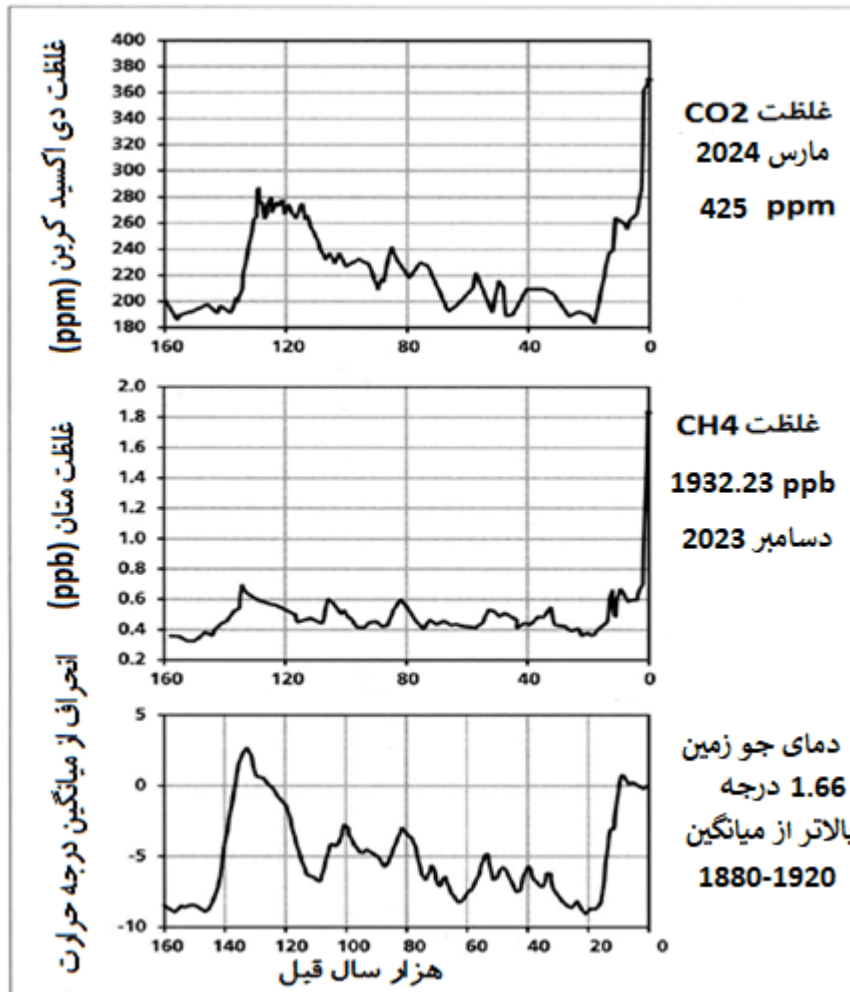 غلظت دی اکسید کربن (ppm)
400
380
360
340
320
300
280
260
240
220
200
180
160 120 80 40 0
غلظت CO2
مارس 2024
425 ppm
غلظت متان (ppb)
2.0
1.8
1.6
1.4
1.2
1.0
0.8
0.6
0.4
0.2
160 120 80 40 0
غلظت CH4
1932.23 ppb
دسامبر 2023
انحراف از میانگین درجه حرارت
5
0
-5
-10
160 140 120 100 80 60 40 20 0
هزار سال قبل
دمای جو زمین
1.66 درجه
بالاتر از میانگین
1880-1920